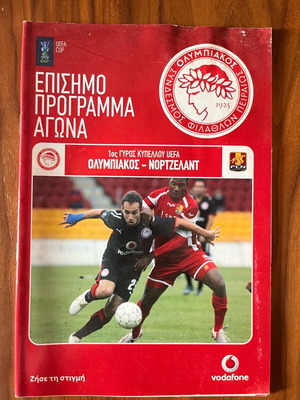 UEFA
CUP
ΕΠΙΣΗΜΟ
ΠΡΟΓΡΑΜΜΑ
ΑΓΩΝΑ
ΟΛΥΜΠΙΑΚΟΣ
ΣΥΝΔΕΣΜΟΣ ΦΙΛΑΘΛΩΝ ΠΕΙΡΑΙΩΣ
1925
1ος ΓΥΡΟΣ ΚΥΠΕΛΛΟΥ UEFA
ΟΛΥΜΠΙΑΚΟΣ – ΝΟΡΤΖΕΛΑΝΤ
FCN
Ζήσε τη στιγμή
vodafone